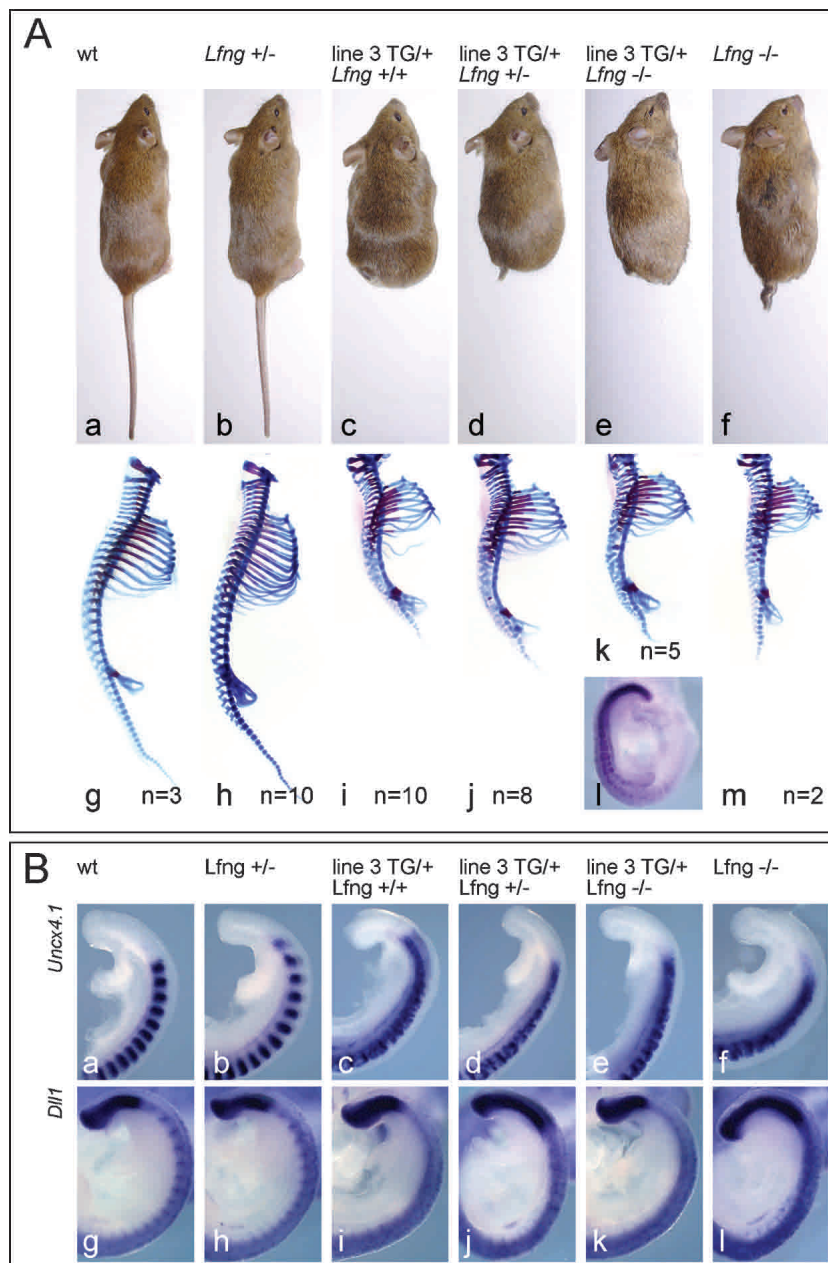 A
wt
Lfng +/-
line 3 TG/+
Lfng +/+
line 3 TG/+
Lfng +/-
line 3 TG/+
Lfng -/-
Lfng -/-
a
b
c
d
e
f
k n=5
g n=3
h n=10
i n=10
j n=8
l
m n=2
B
wt
Lfng +/-
line 3 TG/+
Lfng +/+
line 3 TG/+
Lfng +/-
line 3 TG/+
Lfng -/-
Lfng -/-
Uncx4.1
a
b
c
d
e
f
Dll1
g
h
i
j
k
l